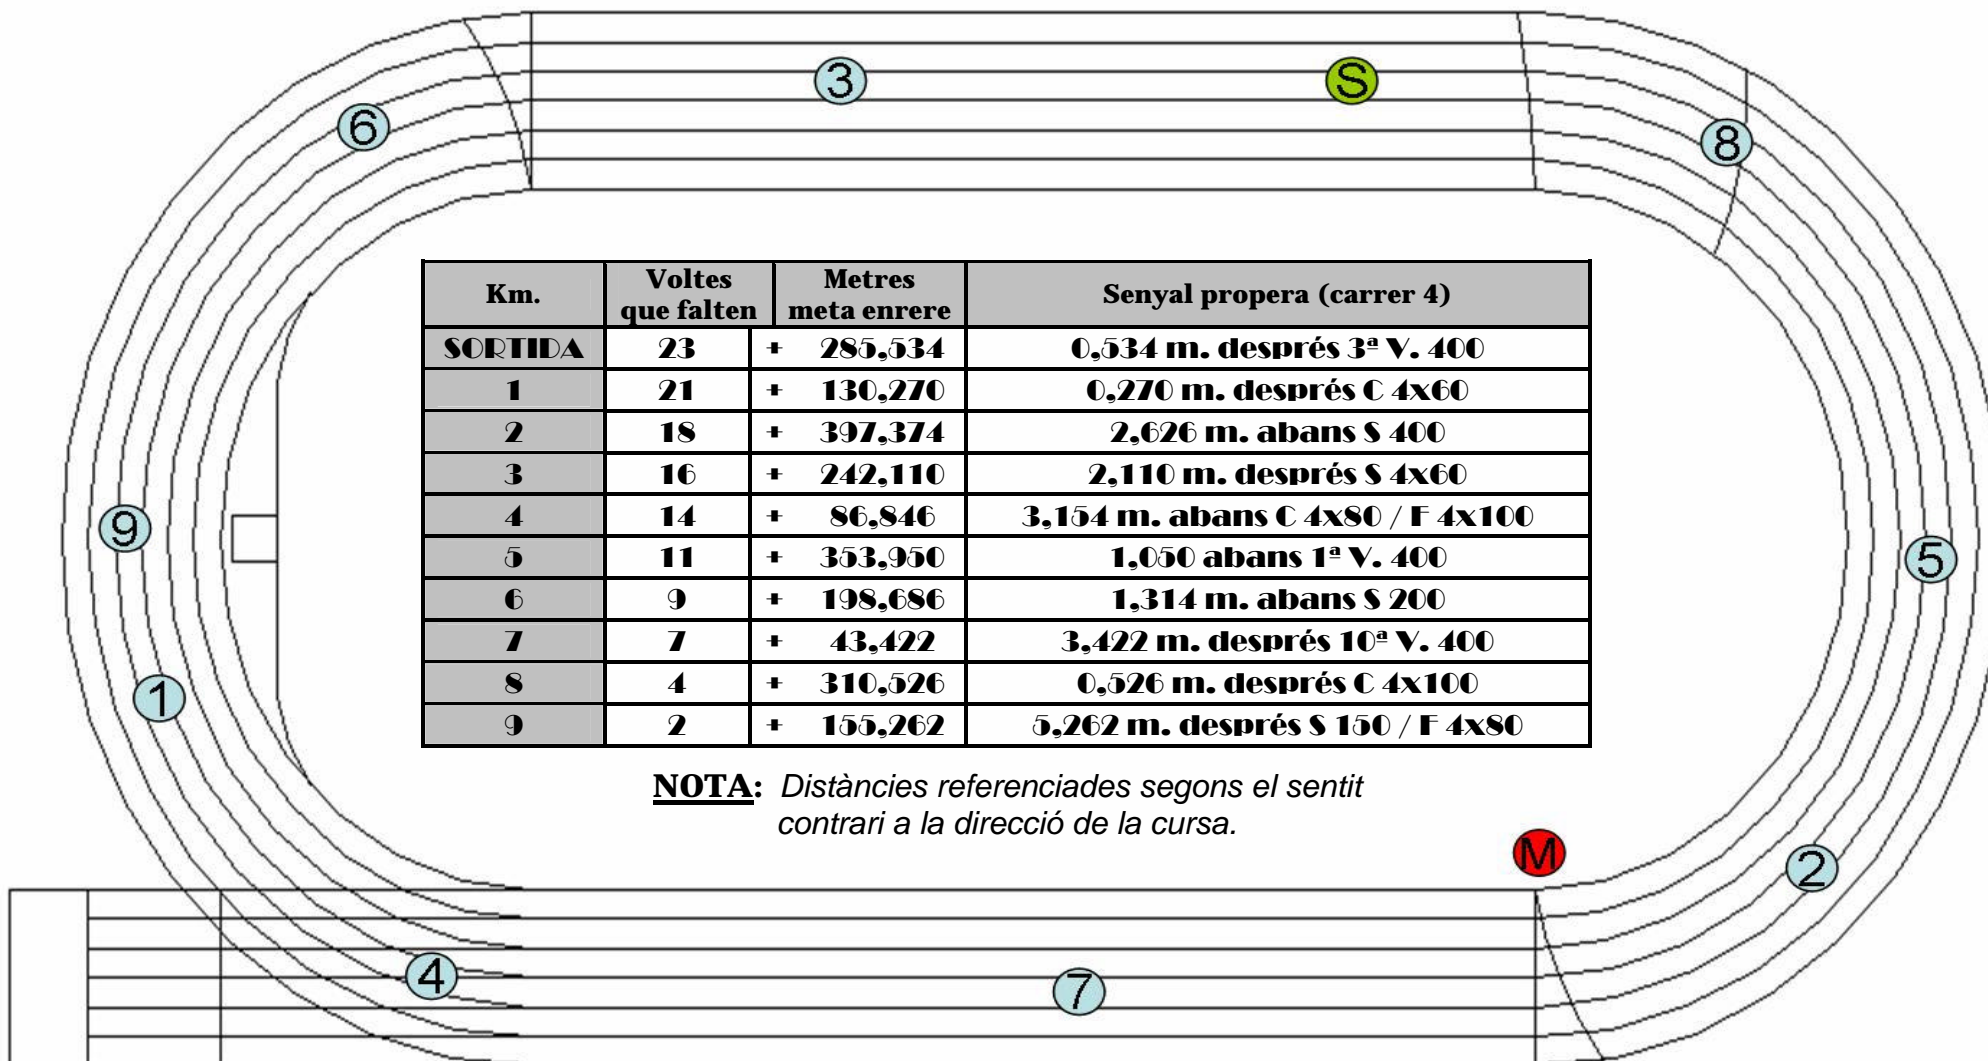 3 S
6 8
Km. Voltes que falten Metres meta enrere Senyal propera (carrer 4)
SORTIDA 23 + 285,534 0,534 m. després 3ª V. 400
1 21 + 130,270 0,270 m. després C 4x60
2 18 + 397,374 2,626 m. abans S 400
3 16 + 242,110 2,110 m. després S 4x60
4 14 + 86,846 3,154 m. abans C 4x80 / F 4x100
5 11 + 353,950 1,050 abans 1ª V. 400
6 9 + 198,686 1,314 m. abans S 200
7 7 + 43,422 3,422 m. després 10ª V. 400
8 4 + 310,526 0,526 m. després C 4x100
9 2 + 155,262 5,262 m. després S 150 / F 4x80
9 5
1
NOTA: Distàncies referenciades segons el sentit
contrari a la direcció de la cursa.
M
2
4 7